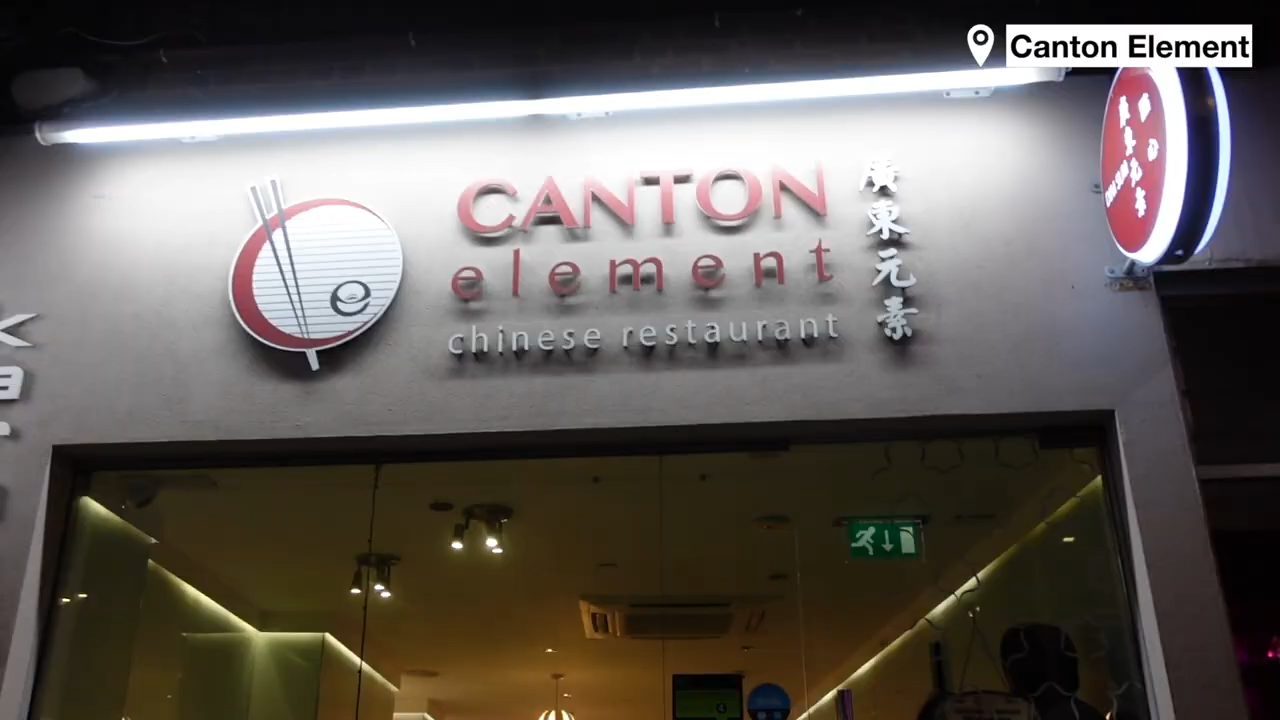 Canton Element
CANTON
element
chinese restaurant
廣東元素
e